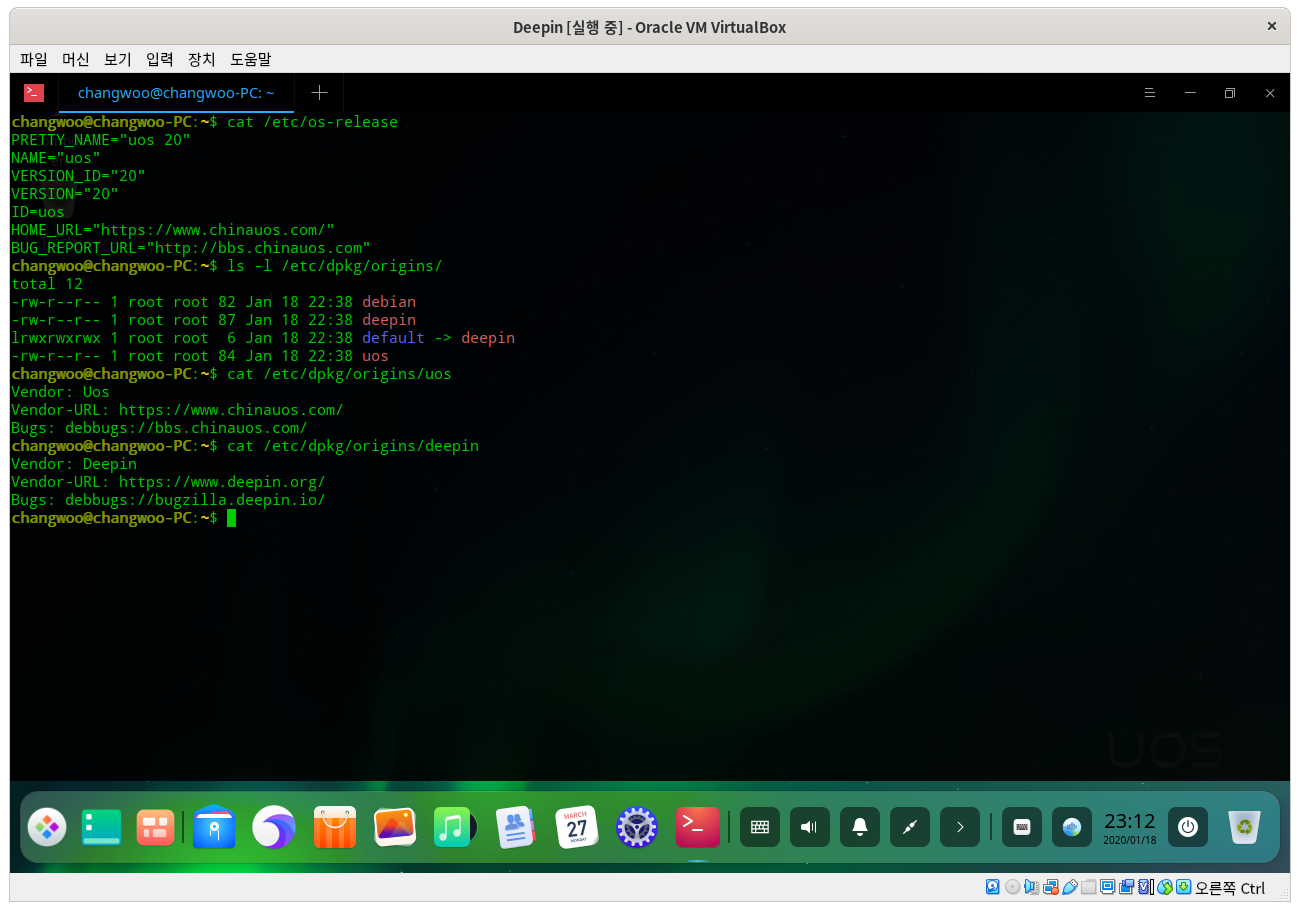 Deepin [실행 중] - Oracle VM VirtualBox
파일 머신 보기 입력 장치 도움말
changwoo@changwoo-PC: ~
changwoo@changwoo-PC:~$ cat /etc/os-release
PRETTY_NAME="uos 20"
NAME="uos"
VERSION_ID="20"
VERSION="20"
ID=uos
HOME_URL="https://www.chinauos.com/"
BUG_REPORT_URL="http://bbs.chinauos.com"
changwoo@changwoo-PC:~$ ls -l /etc/dpkg/origins/
total 12
-rw-r--r-- 1 root root 82 Jan 18 22:38 debian
-rw-r--r-- 1 root root 87 Jan 18 22:38 deepin
lrwxrwxrwx 1 root root  6 Jan 18 22:38 default -> deepin
-rw-r--r-- 1 root root 84 Jan 18 22:38 uos
changwoo@changwoo-PC:~$ cat /etc/dpkg/origins/uos
Vendor: Uos
Vendor-URL: https://www.chinauos.com/
Bugs: debbugs://bbs.chinauos.com/
changwoo@changwoo-PC:~$ cat /etc/dpkg/origins/deepin
Vendor: Deepin
Vendor-URL: https://www.deepin.org/
Bugs: debbugs://bugzilla.deepin.io/
changwoo@changwoo-PC:~$
UOS
MARCH
27
MONDAY
23:12
2020/01/18
오른쪽 Ctrl